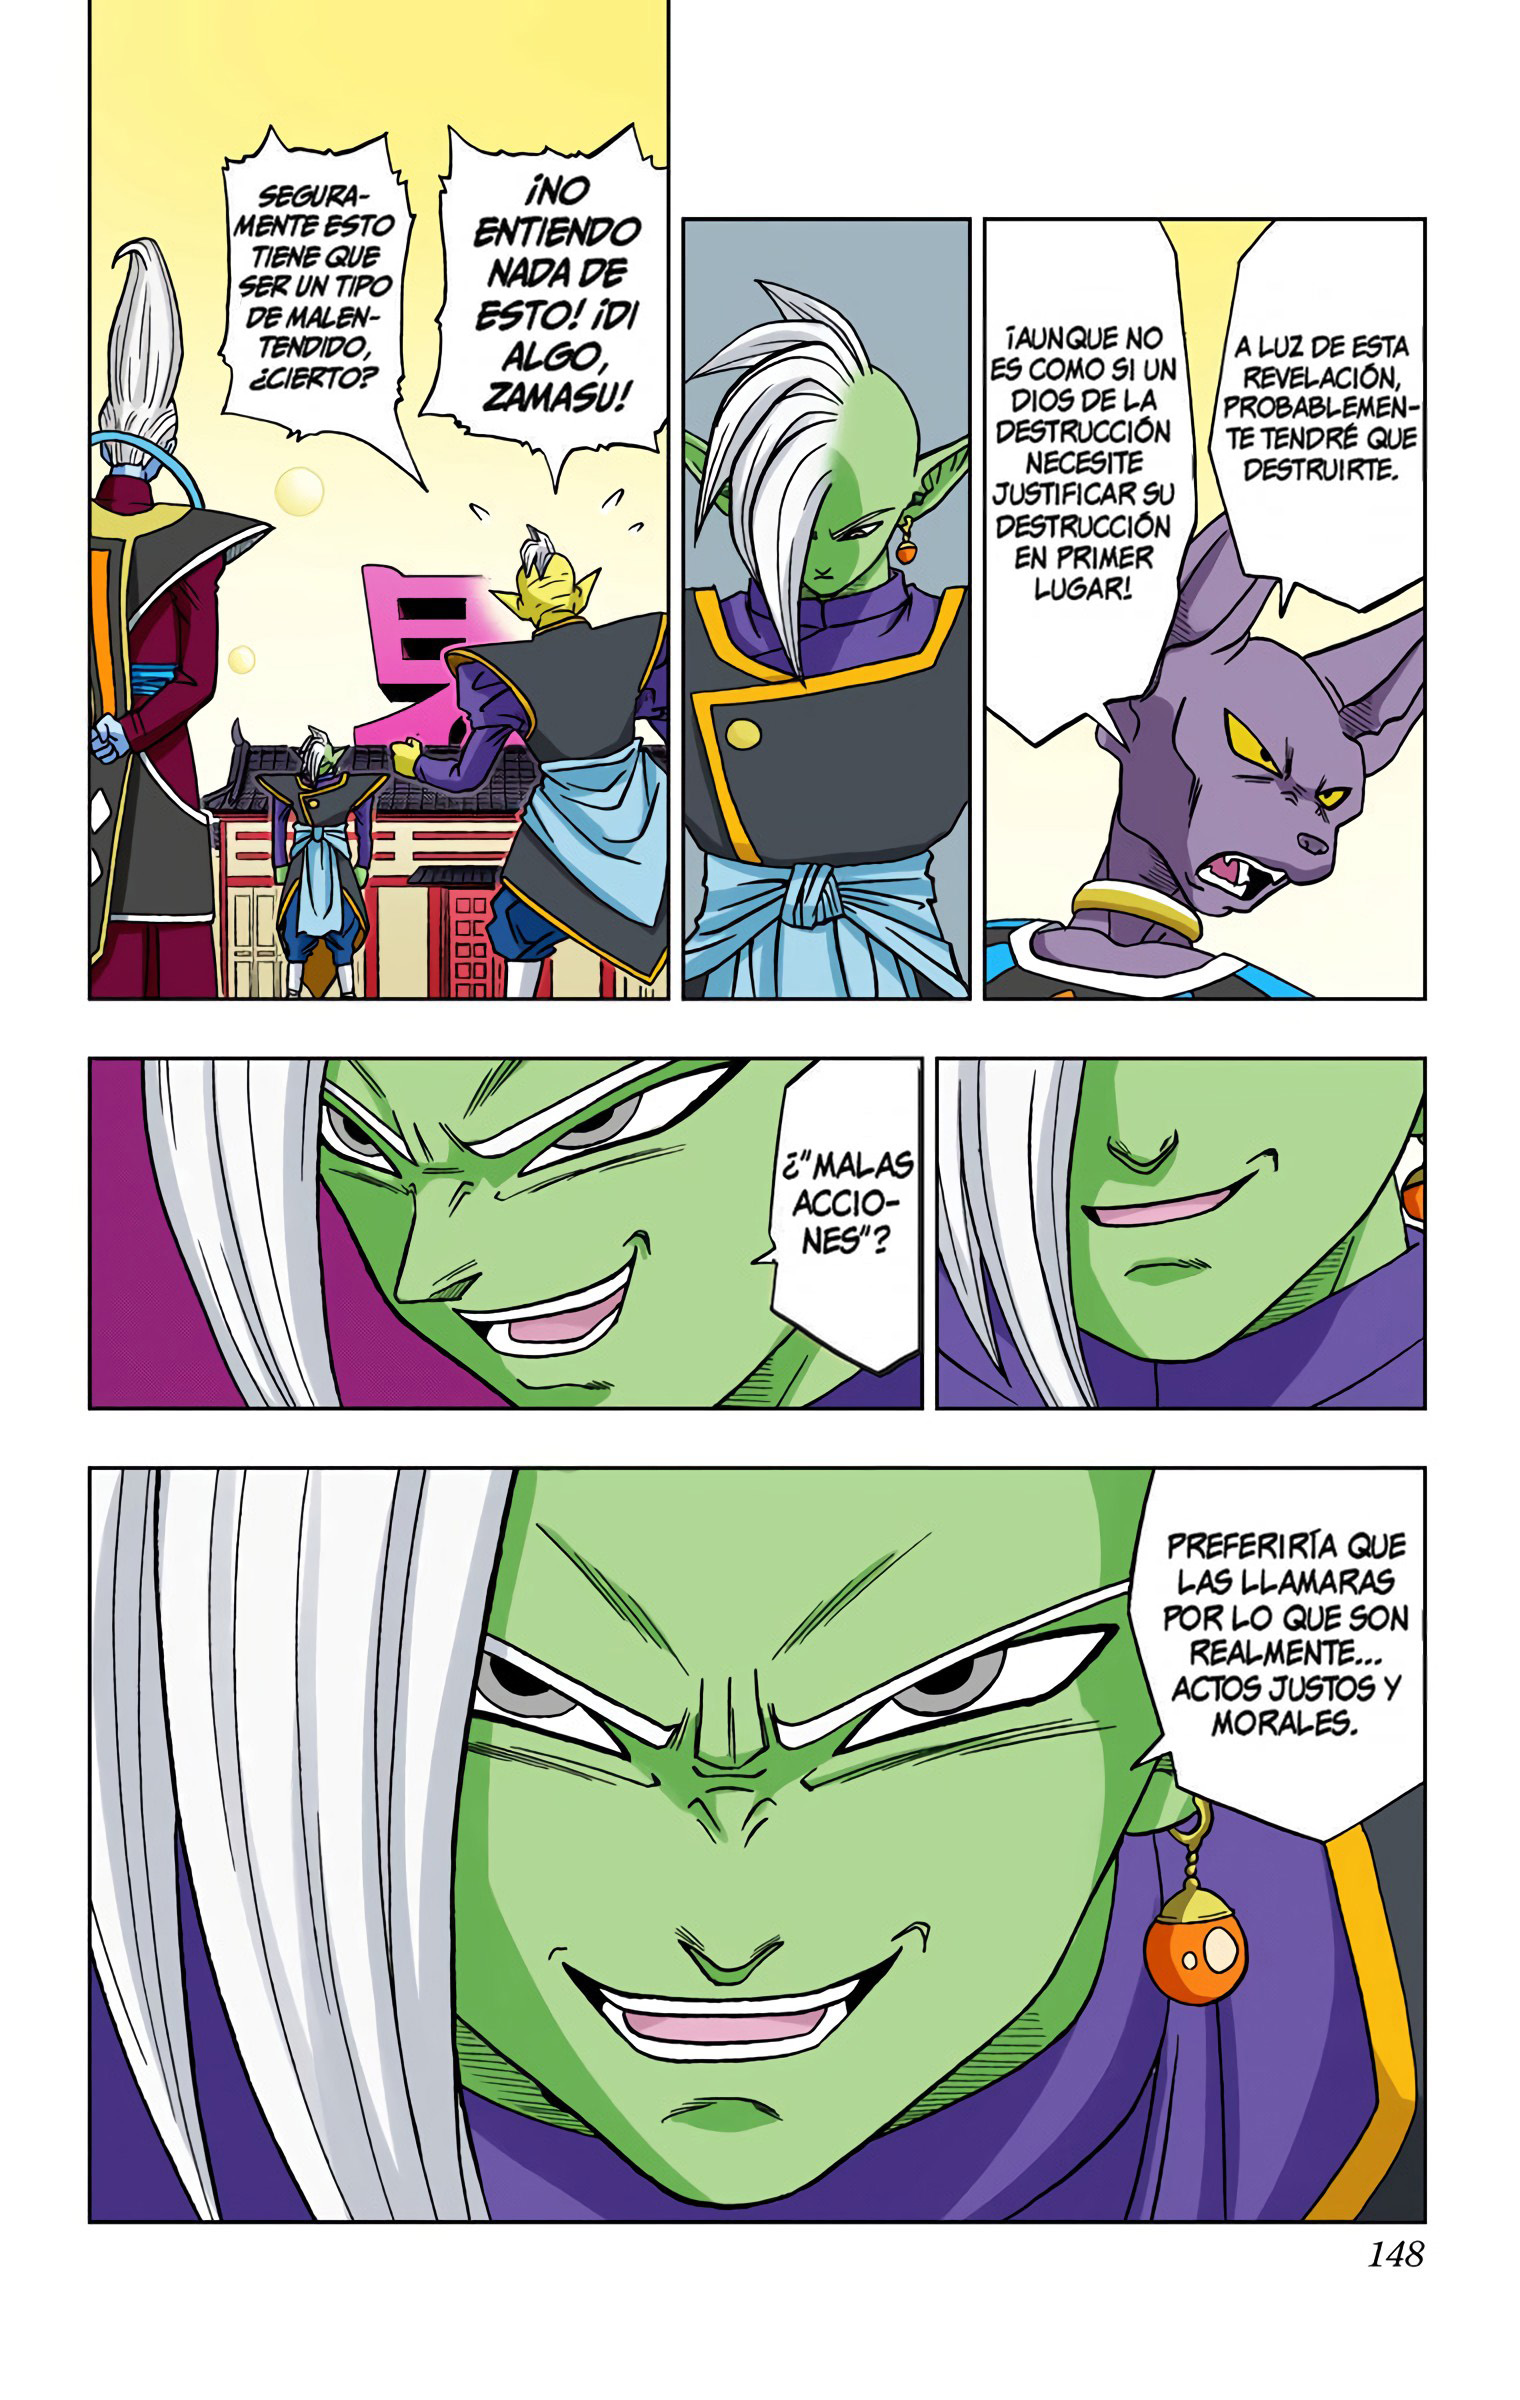 A LUZ DE ESTA
REVELACIÓN,
PROBABLEMEN-
TE TENDRÉ QUE
DESTRUIRTE.
¡AUNQUE NO
ES COMO SI UN
DIOS DE LA
DESTRUCCIÓN
NECESITE
JUSTIFICAR SU
DESTRUCCIÓN
EN PRIMER
LUGAR!
¡NO
ENTIENDO
NADA DE
ESTO! ¡DI
ALGO,
ZAMASU!
SEGURA-
MENTE ESTO
TIENE QUE
SER UN TIPO
DE MALEN-
TENDIDO,
¿CIERTO?
¿"MALAS
ACCIO-
NES"?
PREFERIRÍA QUE
LAS LLAMARAS
POR LO QUE SON
REALMENTE...
ACTOS JUSTOS Y
MORALES.
148